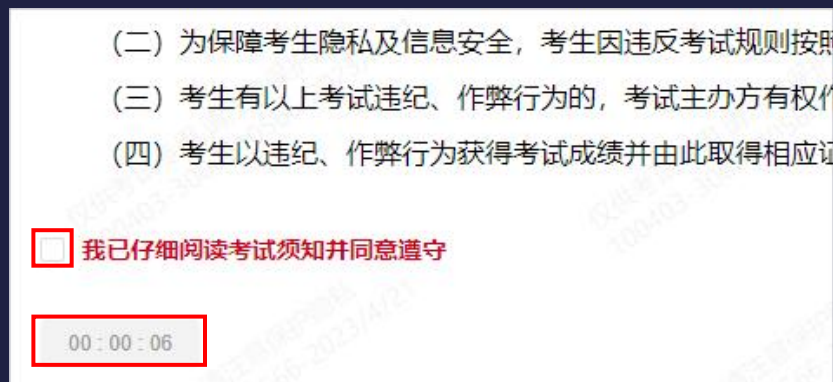 （二）为保障考生隐私及信息安全，考生因违反考试规则按照
（三）考生有以上考试违纪、作弊行为的，考试主办方有权作
（四）考生以违纪、作弊行为获得考试成绩并由此取得相应证
我已仔细阅读考试须知并同意遵守
00 : 00 : 06